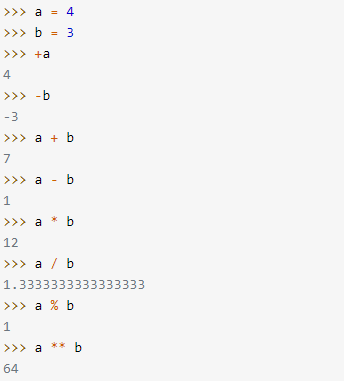 >>> a = 4
>>> b = 3
>>> +a
4
>>> -b
-3
>>> a + b
7
>>> a - b
1
>>> a * b
12
>>> a / b
1.3333333333333333
>>> a % b
1
>>> a ** b
64